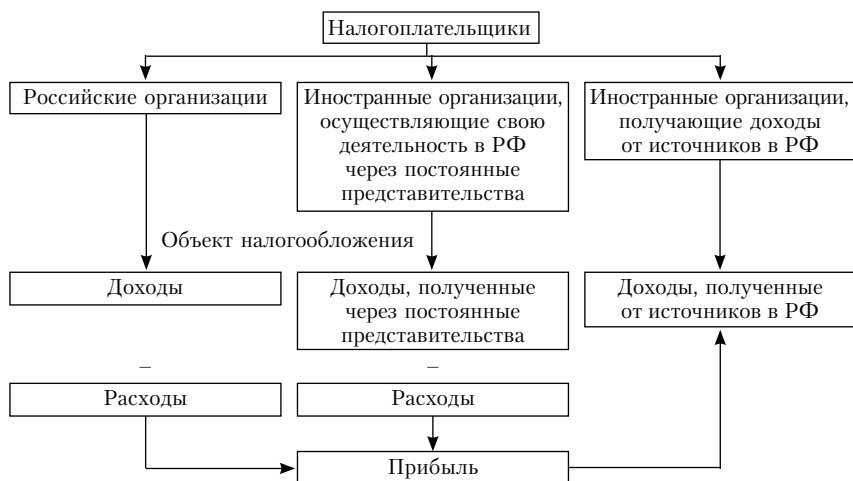 Налогоплательщики
Российские организации
Иностранные организации,
осуществляющие свою
деятельность в РФ
через постоянные
представительства
Иностранные организации,
получающие доходы
от источников в РФ
Объект налогообложения
Доходы
Доходы, полученные
через постоянные
представительства
Доходы, полученные
от источников в РФ
–
–
Расходы
Расходы
Прибыль